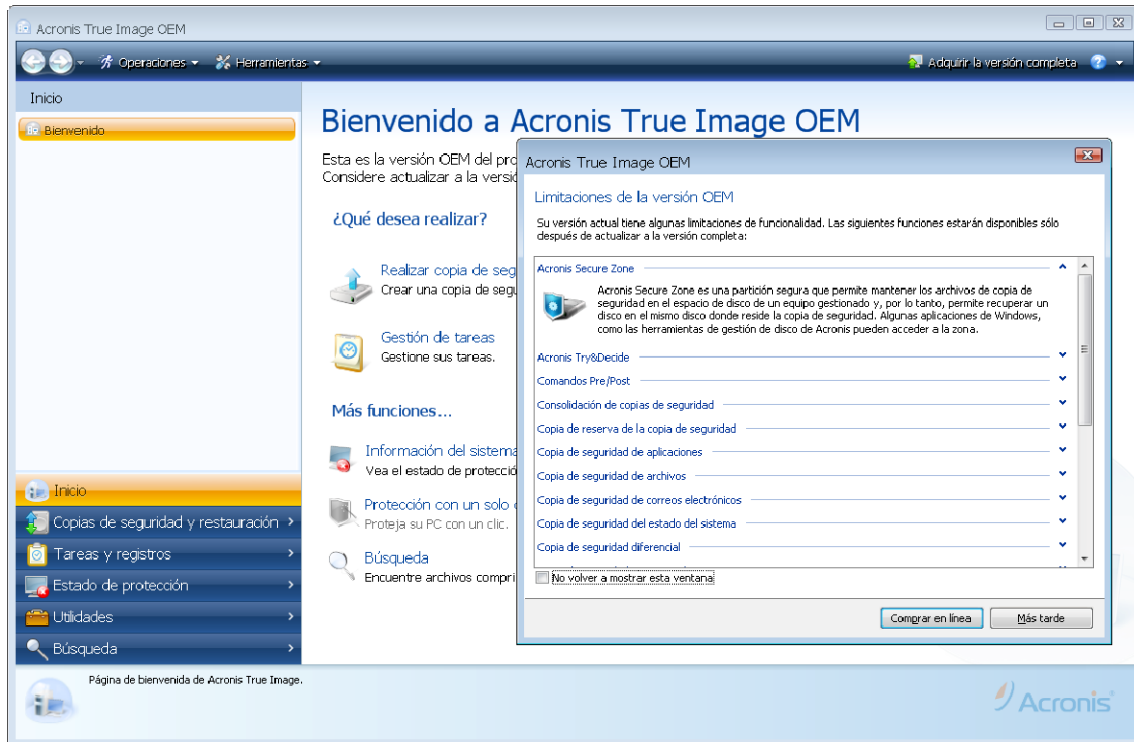 Acronis True Image OEM
Operaciones
Herramientas
Adquirir la versión completa
Inicio
Bienvenido
Bienvenido a Acronis True Image OEM
Esta es la versión OEM del pro
Considere actualizar a la versió
¿Qué desea realizar?
Realizar copia de seg
Crear una copia de segu
Gestión de tareas
Gestione sus tareas.
Más funciones...
Información del sistema
Vea el estado de protecció
Protección con un solo
Proteja su PC con un clic.
Búsqueda
Encuentre archivos compri
Acronis True Image OEM
Limitaciones de la versión OEM
Su versión actual tiene algunas limitaciones de funcionalidad. Las siguientes funciones estarán disponibles sólo
después de actualizar a la versión completa:
Acronis Secure Zone
Acronis Secure Zone es una partición segura que permite mantener los archivos de copia de
seguridad en el espacio de disco de un equipo gestionado y, por lo tanto, permite recuperar un
disco en el mismo disco donde reside la copia de seguridad. Algunas aplicaciones de Windows,
como las herramientas de gestión de disco de Acronis pueden acceder a la zona.
Acronis Try&Decide
Comandos Pre/Post
Consolidación de copias de seguridad
Copia de reserva de la copia de seguridad
Copia de seguridad de aplicaciones
Copia de seguridad de archivos
Copia de seguridad de correos electrónicos
Copia de seguridad del estado del sistema
Copia de seguridad diferencial
No volver a mostrar esta ventana
Comprar en línea
Más tarde
Inicio
Copias de seguridad y restauración
Tareas y registros
Estado de protección
Utilidades
Búsqueda
Página de bienvenida de Acronis True Image.
Acronis